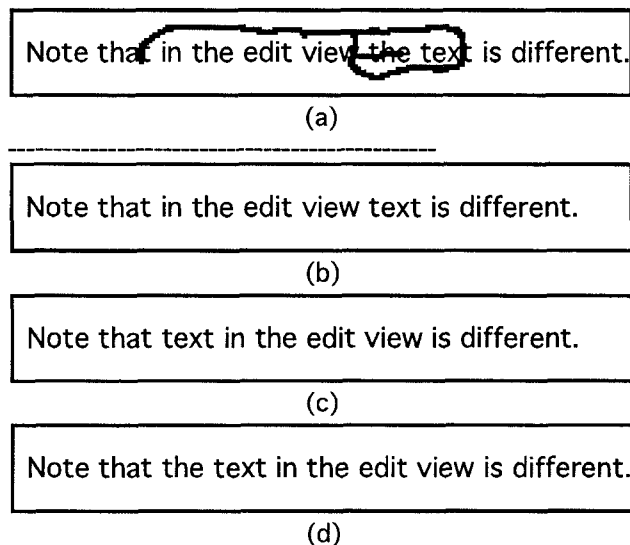 Note that in the edit view the text is different.
(a)
Note that in the edit view text is different.
(b)
Note that text in the edit view is different.
(c)
Note that the text in the edit view is different.
(d)